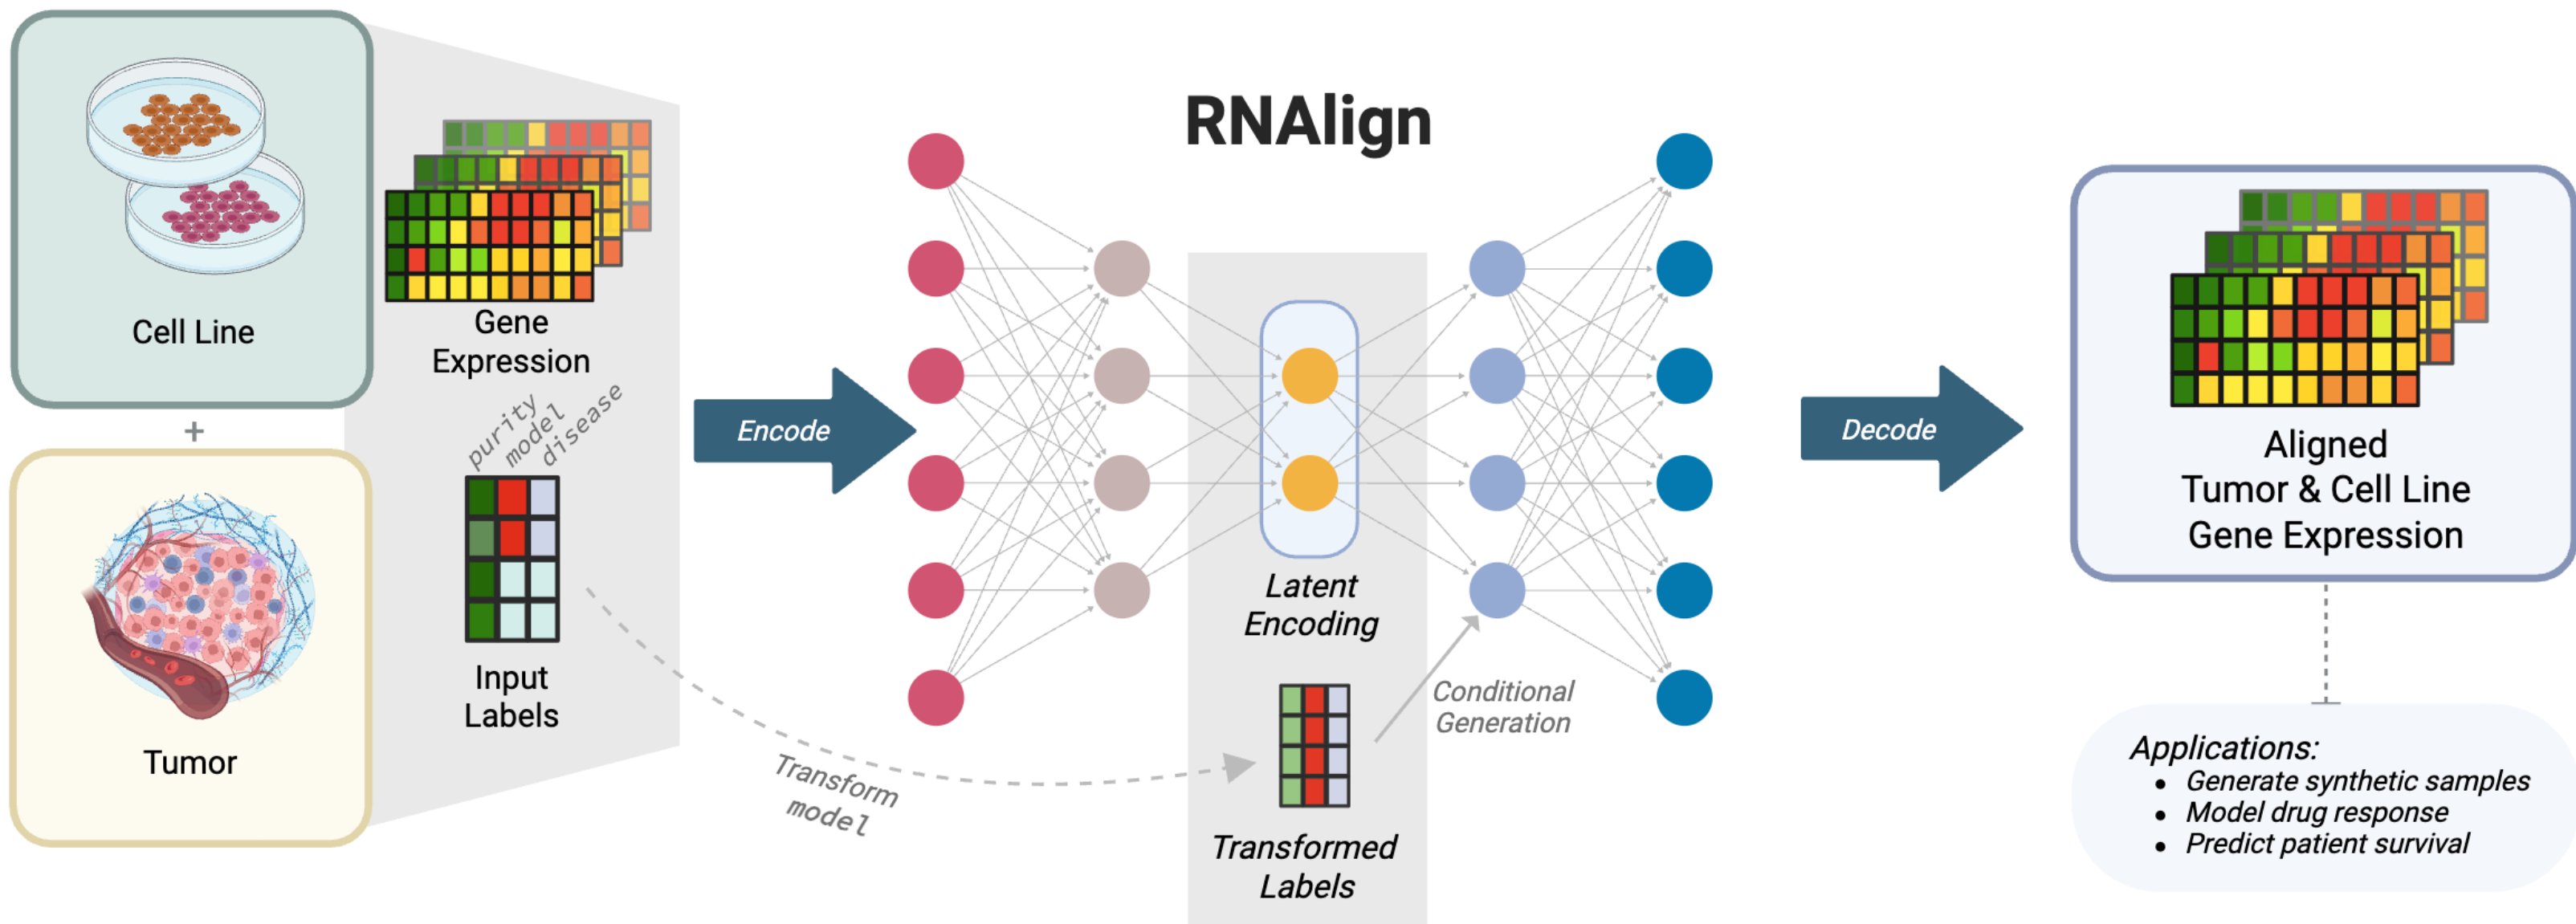 Cell Line
+
Tumor
Gene
Expression
purity
model
disease
Input
Labels
Encode
Transform
model
RNAlign
Latent
Encoding
Transformed
Labels
Conditional
Generation
Decode
Aligned
Tumor & Cell Line
Gene Expression
Applications:
• Generate synthetic samples
• Model drug response
• Predict patient survival